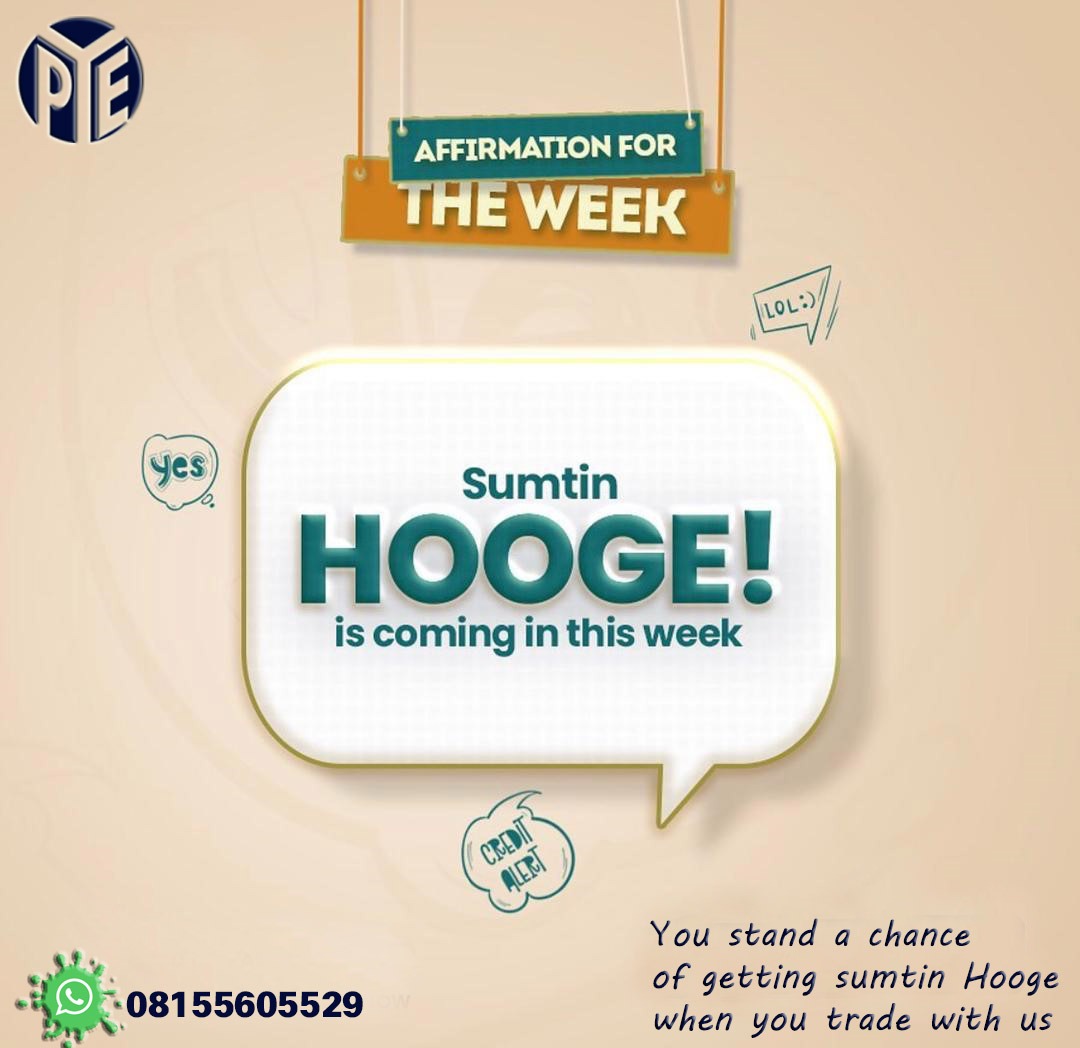 PYE
AFFIRMATION FOR
THE WEEK
LOL:)
yes
Sumtin
HOOGE!
is coming in this week
CREDIT
ALERT
You stand a chance
of getting sumtin Hooge
when you trade with us
08155605529